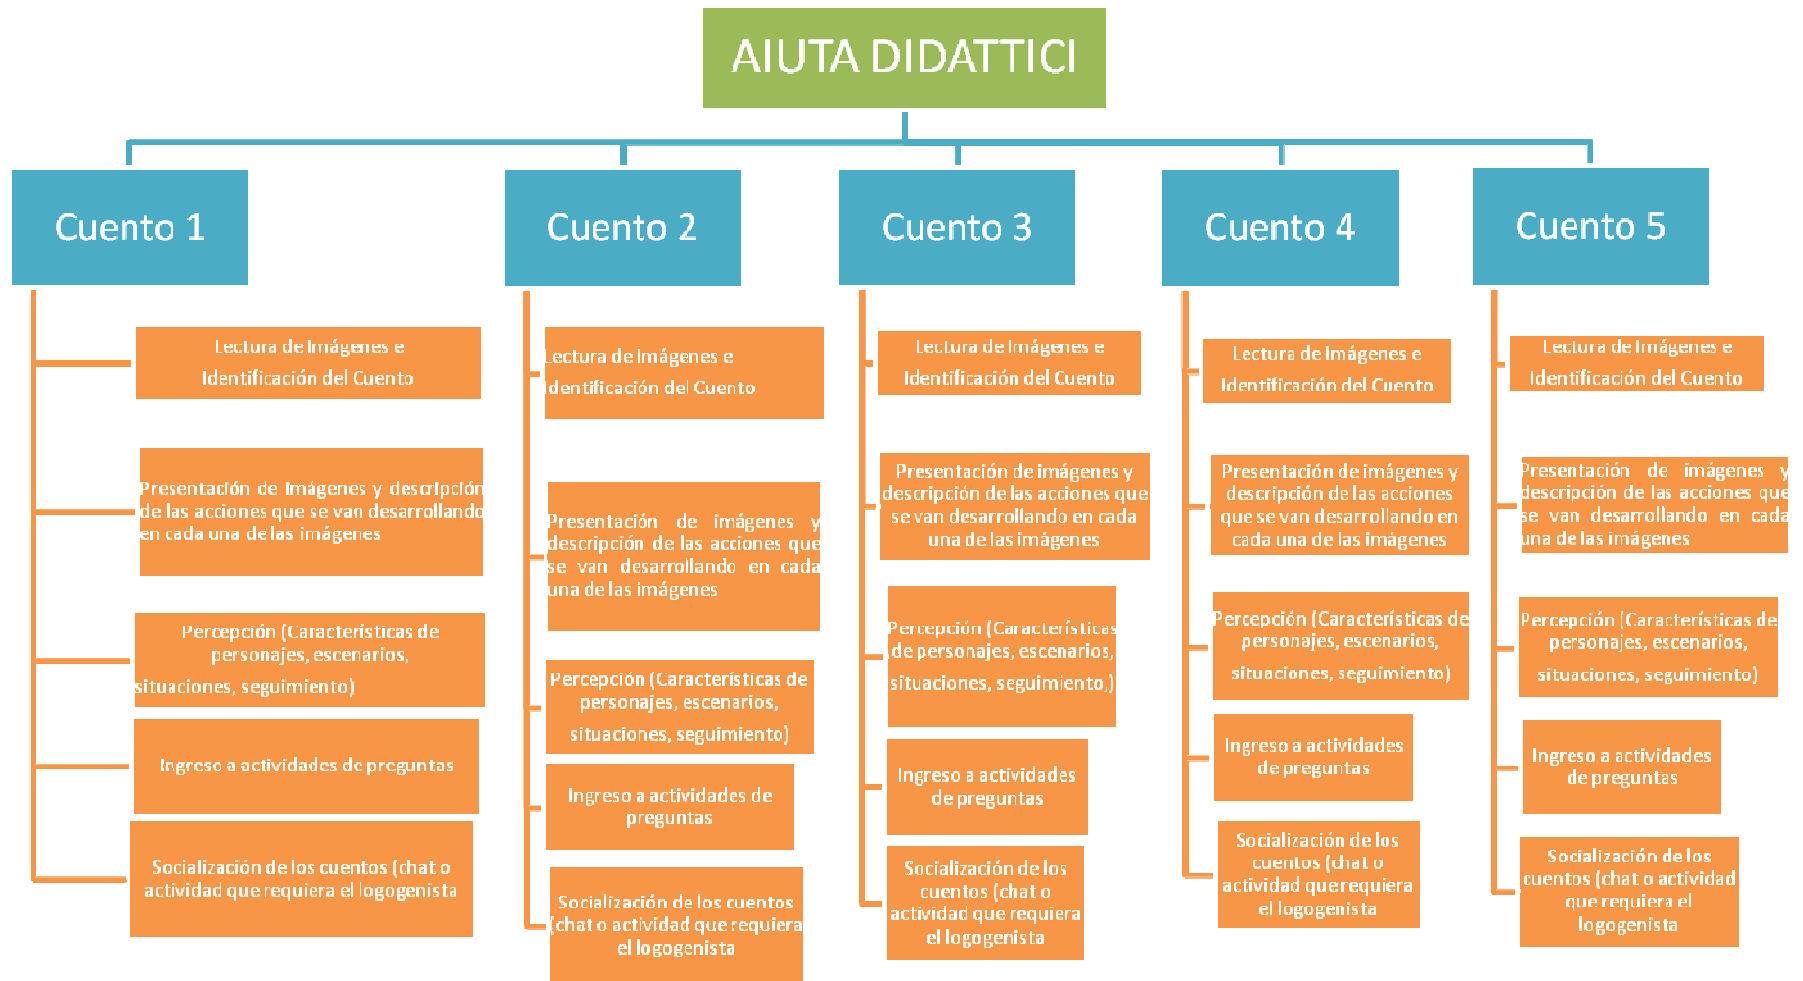 AIUTA DIDATTICI
Cuento 1
Lectura de Imágenes e
Identificación del Cuento
Presentación de Imágenes y descripción
de las acciones que se van desarrollando
en cada una de las imágenes
Percepción (Características de
personajes, escenarios,
situaciones, seguimiento)
Ingreso a actividades de preguntas
Socialización de los cuentos (chat o
actividad que requiera el logogenista
Cuento 2
Lectura de Imágenes e
Identificación del Cuento
Presentación de imágenes y
descripción de las acciones que
se van desarrollando en cada
una de las imágenes
Percepción (Características de
personajes, escenarios,
situaciones, seguimiento)
Ingreso a actividades de
preguntas
Socialización de los cuentos
(chat o actividad que requiera
el logogenista
Cuento 3
Lectura de Imágenes e
Identificación del Cuento
Presentación de imágenes y
descripción de las acciones que
se van desarrollando en cada
una de las imágenes
Percepción (Características
de personajes, escenarios,
situaciones, seguimiento,)
Ingreso a actividades
de preguntas
Socialización de los
cuentos (chat o
actividad que requiera
el logogenista
Cuento 4
Lectura de Imágenes e
Identificación del Cuento
Presentación de imágenes y
descripción de las acciones
que se van desarrollando en
cada una de las imágenes
Percepción (Características de
personajes, escenarios,
situaciones, seguimiento)
Ingreso a actividades
de preguntas
Socialización de los
cuentos (chat o
actividad que requiera
el logogenista
Cuento 5
Lectura de Imágenes e
Identificación del Cuento
Presentación de imágenes y
descripción de las acciones que
se van desarrollando en cada
una de las imágenes
Percepción (Características de
personajes, escenarios,
situaciones, seguimiento)
Ingreso a actividades
de preguntas
Socialización de los
cuentos (chat o actividad
que requiera el
logogenista